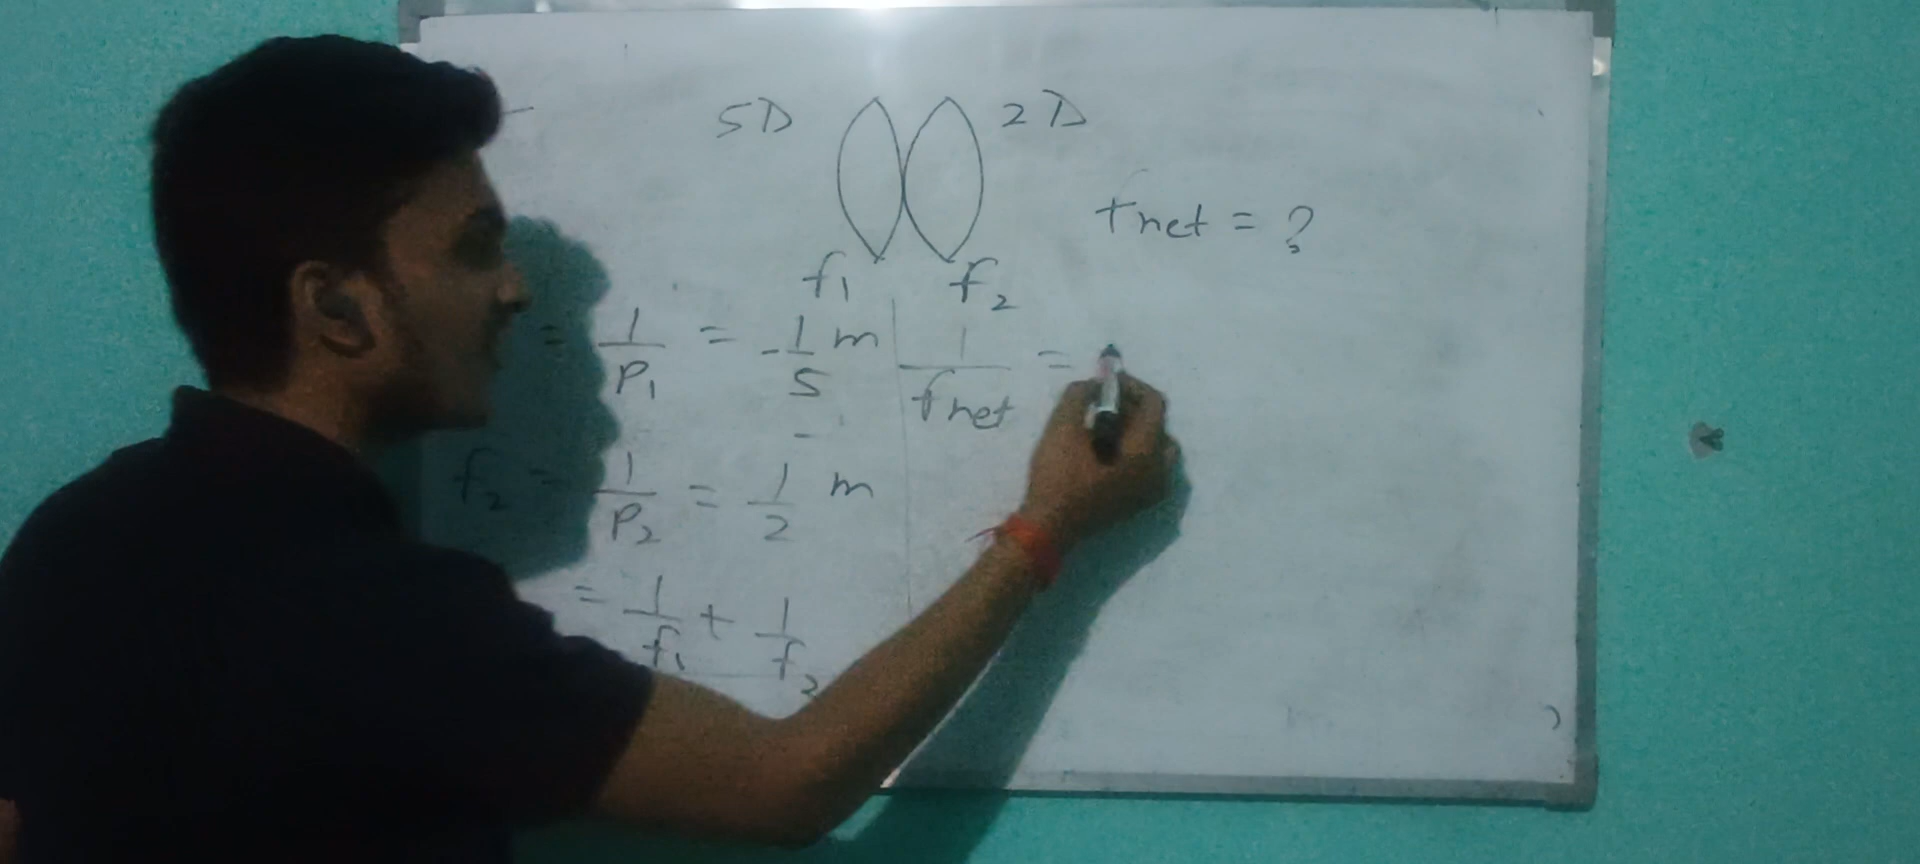 5D 2D
fnet = ?
f1 f2
= 1/P1 = -1/5 m
1/fnet =
f2 = 1/P2 = 1/2 m
= 1/f1 + 1/f2